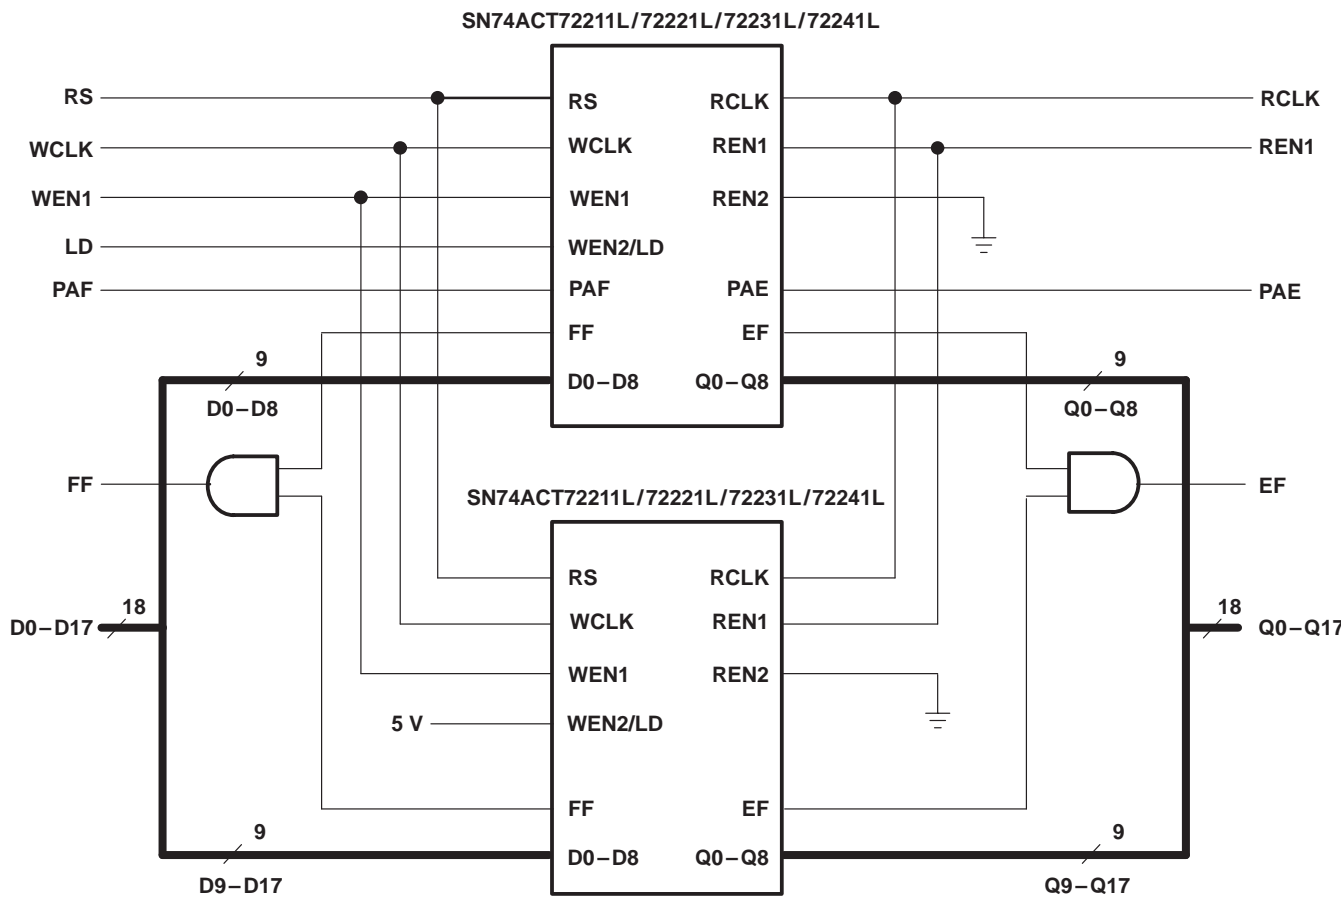 SN74ACT72211L/72221L/72231L/72241L
RS RS RCLK RCLK
WCLK WCLK REN1 REN1
WEN1 WEN1 REN2
LD WEN2/LD
PAF PAF PAE PAE
FF EF
9 9
D0–D8 Q0–Q8
D0–D8 Q0–Q8
FF EF
SN74ACT72211L/72221L/72231L/72241L
RS RCLK
18 18
D0–D17 WCLK REN1 Q0–Q17
WEN1 REN2
5 V WEN2/LD
FF EF
9 9
D0–D8 Q0–Q8
D9–D17 Q9–Q17